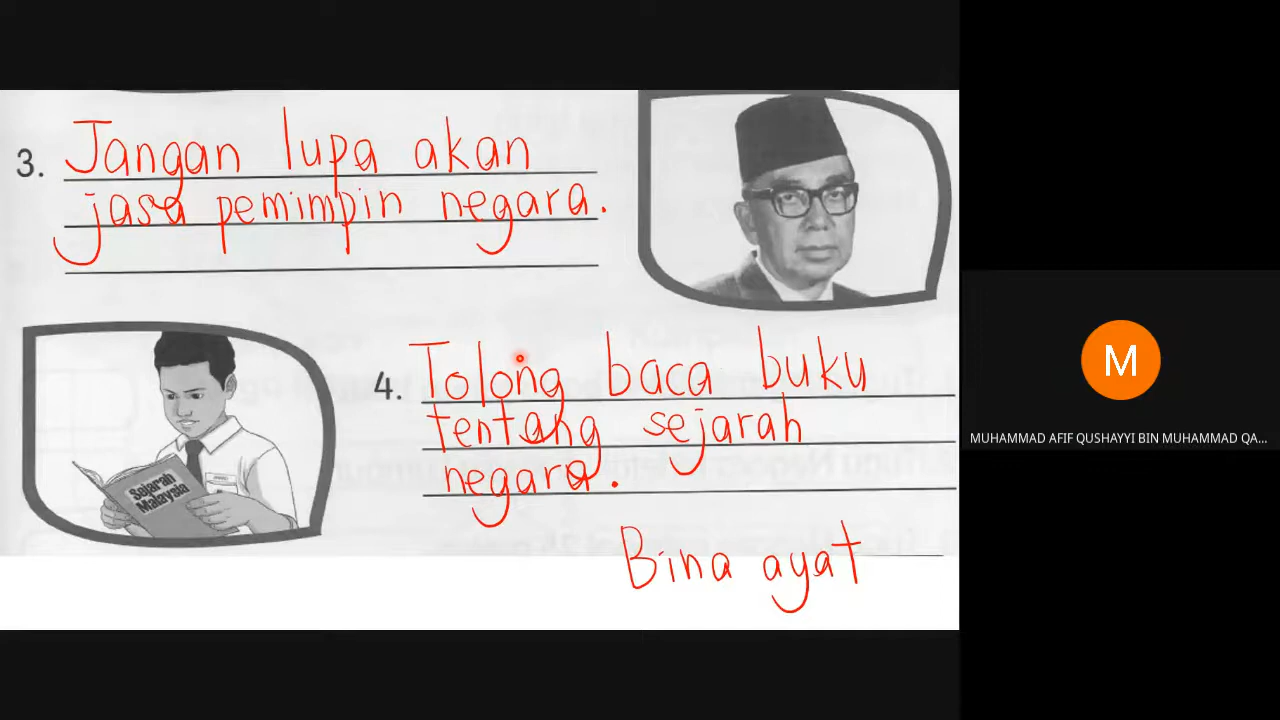 3. Jangan lupa akan
jasa pemimpin negara.
Sejarah
Malaysia
4. Tolong baca buku
tentang sejarah
negara.
Bina ayat
M
MUHAMMAD AFIF QUSHAYYI BIN MUHAMMAD QA...